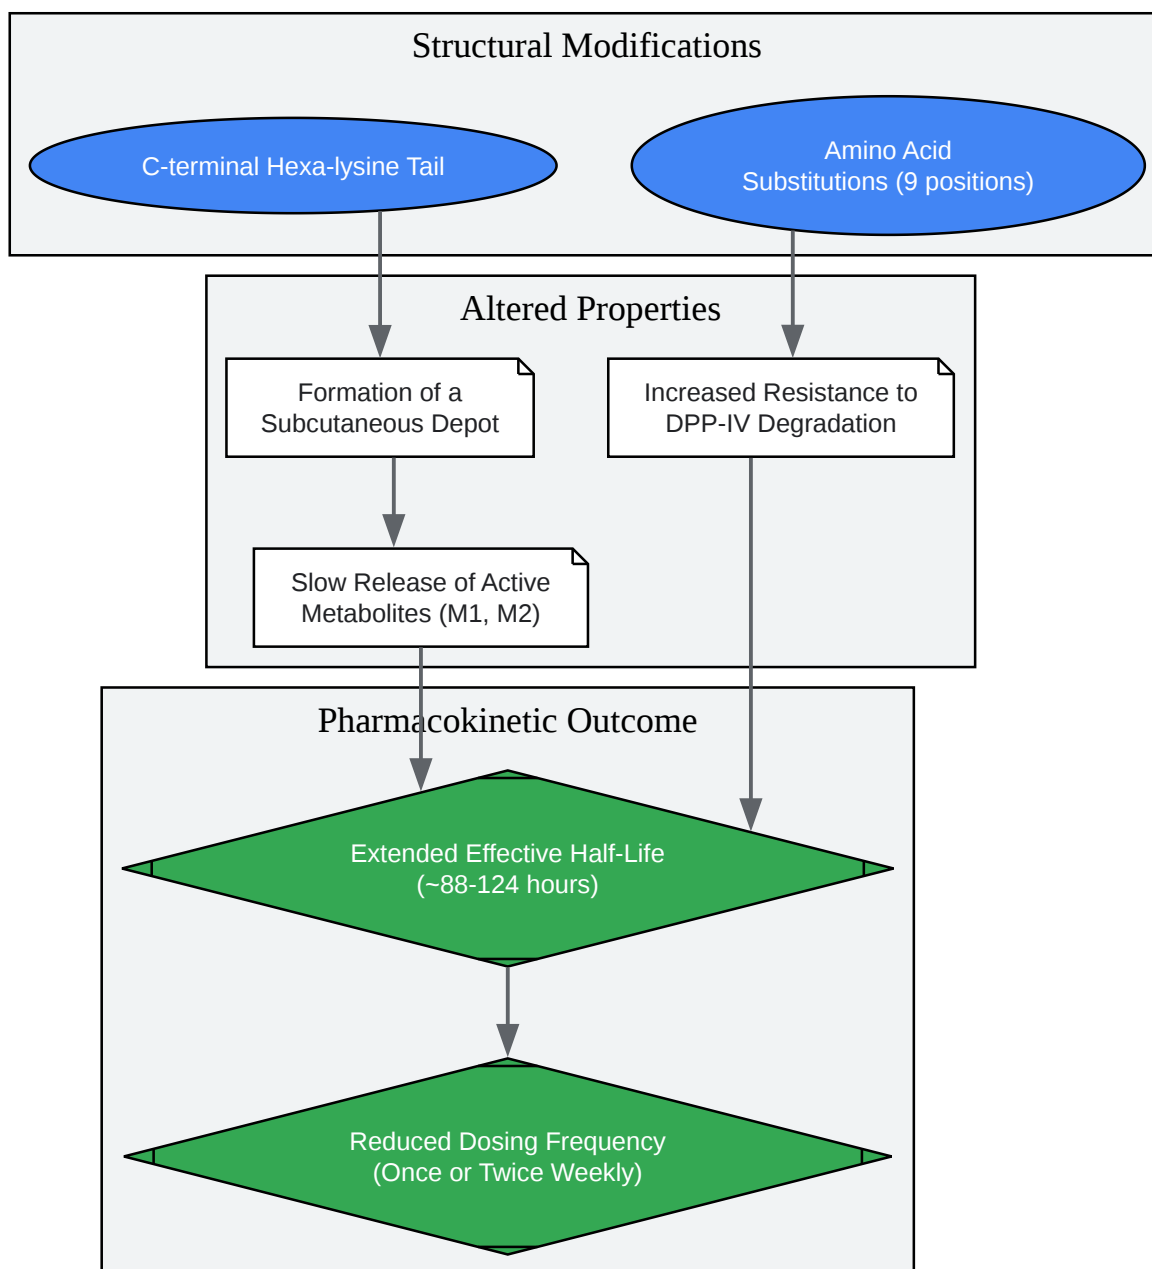 Structural Modifications
C-terminal Hexa-lysine Tail
Amino Acid
Substitutions (9 positions)
Altered Properties
Formation of a
Subcutaneous Depot
Increased Resistance to
DPP-IV Degradation
Slow Release of Active
Metabolites (M1, M2)
Pharmacokinetic Outcome
Extended Effective Half-Life
(~88-124 hours)
Reduced Dosing Frequency
(Once or Twice Weekly)